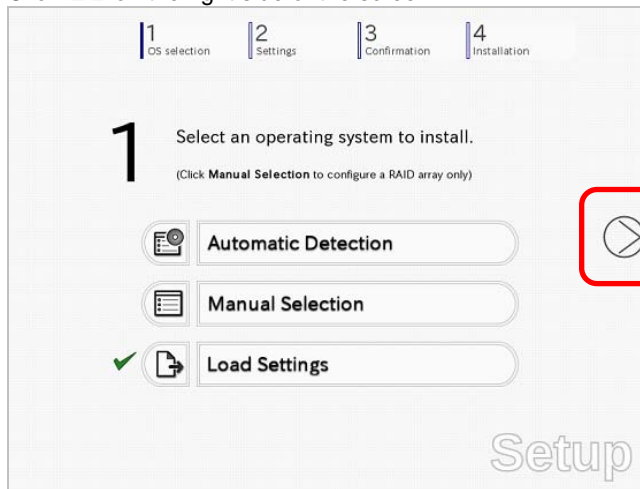 1
OS selection
2
Settings
3
Confirmation
4
Installation
1
Select an operating system to install.
(Click Manual Selection to configure a RAID array only)
Automatic Detection
Manual Selection
Load Settings
Setup